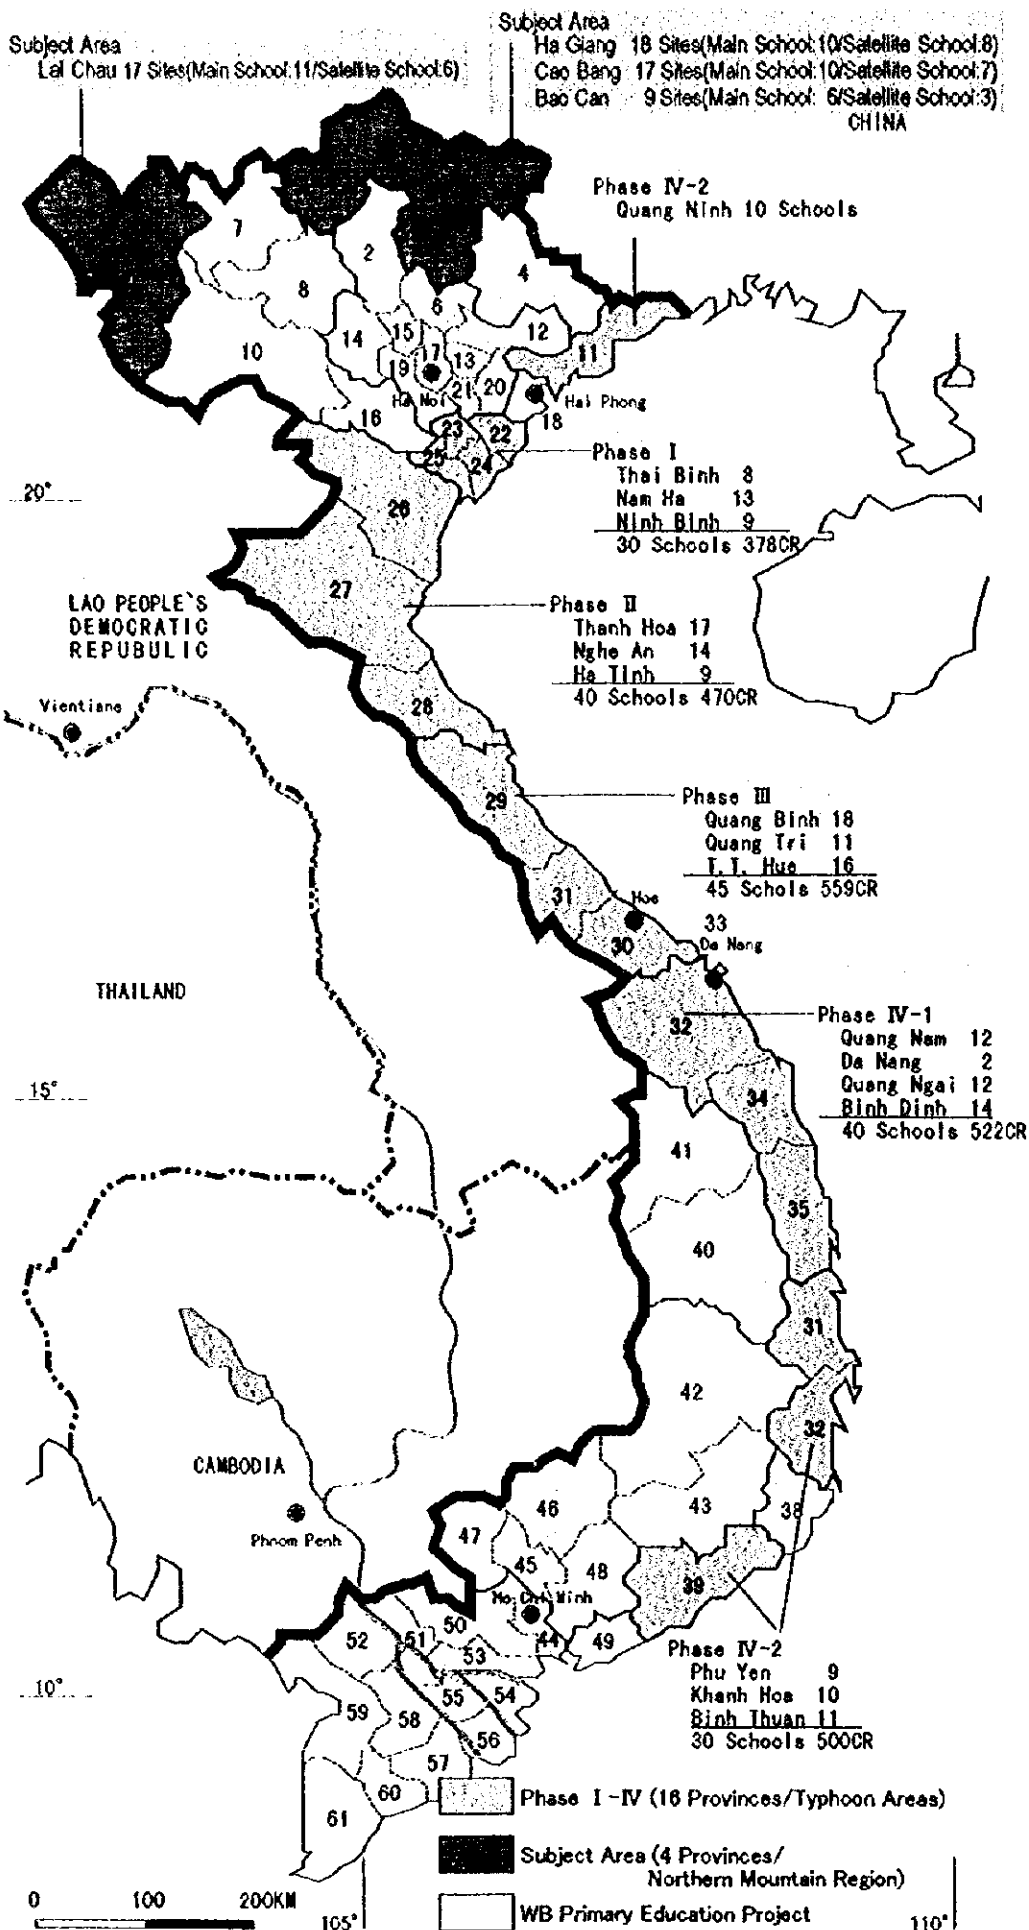 Subject Area
Lai Chau 17 Sites(Main School:11/Satellite School:6)
Subject Area
Ha Giang 18 Sites(Main School:10/Satellite School:8)
Cao Bang 17 Sites(Main School:10/Satellite School:7)
Bao Can 9 Sites(Main School: 6/Satellite School:3)
CHINA
Phase IV-2
Quang Ninh 10 Schools
7
2
4
8
6
12
14
15
11
10
17
13
19
20
21
Ha Noi
Hai Phong
18
16
23
22
25
24
Phase I
Thai Binh 8
Nam Ha 13
Ninh Binh 9
30 Schools 378CR
20°
26
27
LAO PEOPLE'S
DEMOCRATIC
REPUBULIC
Phase II
Thanh Hoa 17
Nghe An 14
Ha Tinh 9
40 Schools 470CR
Vientiane
28
29
Phase III
Quang Binh 18
Quang Tri 11
T.T. Hue 16
45 Schols 559CR
31
Hoe
30
33
Da Nang
THAILAND
32
Phase IV-1
Quang Nam 12
Da Nang 2
Quang Ngai 12
Binh Dinh 14
40 Schools 522CR
15°
34
41
35
40
31
42
32
CAMBODIA
46
43
38
Phnom Penh
47
45
48
39
Ho Chi Minh
50
52
51
44
49
53
Phase IV-2
Phu Yen 9
Khanh Hoa 10
Binh Thuan 11
30 Schools 500CR
10°
59
58
55
54
56
57
60
61
Phase I-IV (16 Provinces/Typhoon Areas)
Subject Area (4 Provinces/
Northern Mountain Region)
WB Primary Education Project
0 100 200KM
105°
110°